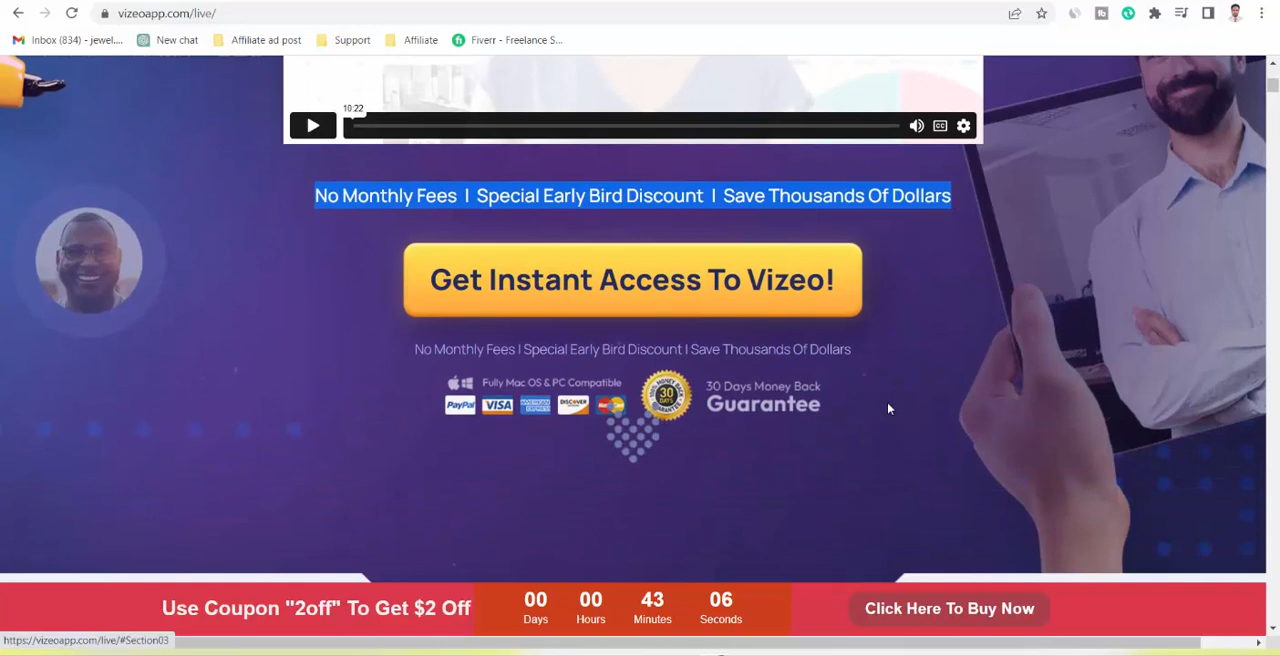 vizeoapp.com/live/
Inbox (834) - jewel.... New chat Affiliate ad post Support Affiliate Fiverr - Freelance S...
10:22
CC
No Monthly Fees | Special Early Bird Discount | Save Thousands Of Dollars
Get Instant Access To Vizeo!
No Monthly Fees | Special Early Bird Discount | Save Thousands Of Dollars
Fully Mac OS & PC Compatible
30 Days Money Back
PayPal VISA DISCOVER
30
Guarantee
Use Coupon "2off" To Get $2 Off
00 00 43 06
Days Hours Minutes Seconds
Click Here To Buy Now
https://vizeoapp.com/live/#Section03